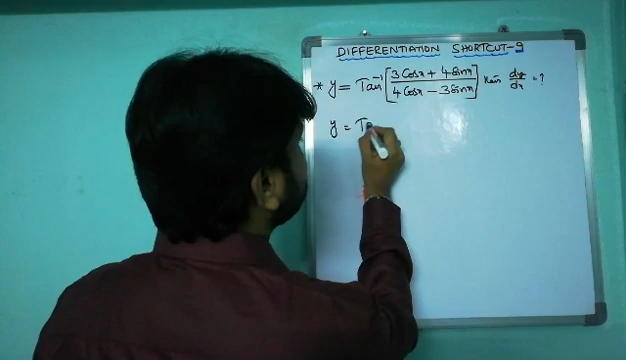 DIFFERENTIATION SHORTCUT-9
* y = Tan⁻¹ [ (3 Cosx + 4 Sinx) / (4 Cosx − 3 Sinx) ] then dy/dx = ?
y = Ta